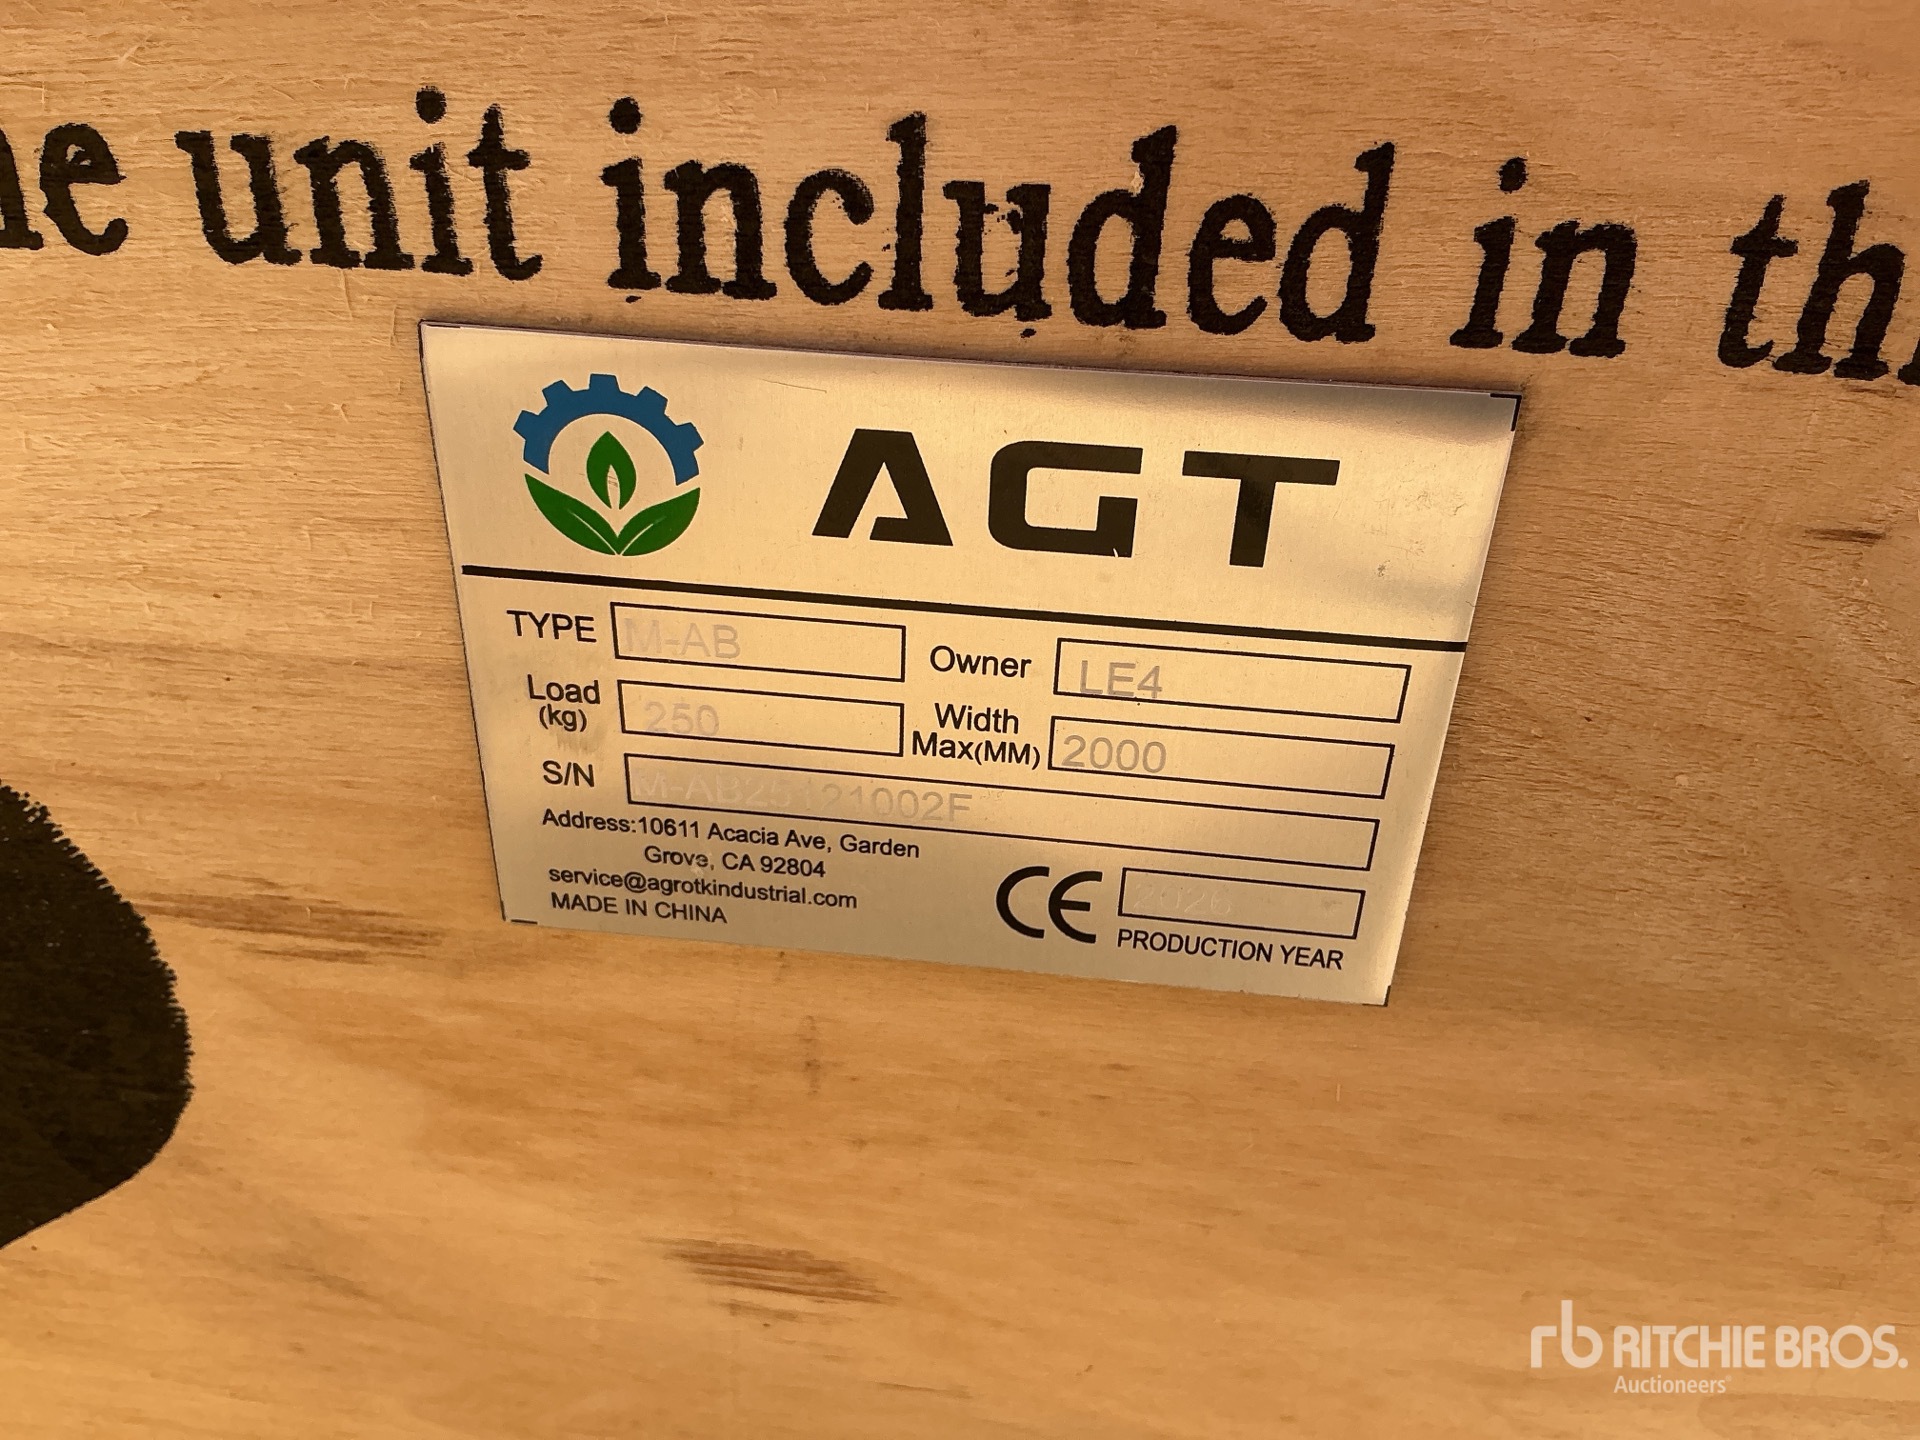 he unit included in thi
AGT
TYPE M-AB Owner LE4
Load (kg) 250 Width Max(MM) 2000
S/N M-AB25121002F
Address:10611 Acacia Ave, Garden
Grove, CA 92804
service@agrotkindustrial.com
MADE IN CHINA
CE 2026
PRODUCTION YEAR
rb RITCHIE BROS.
Auctioneers